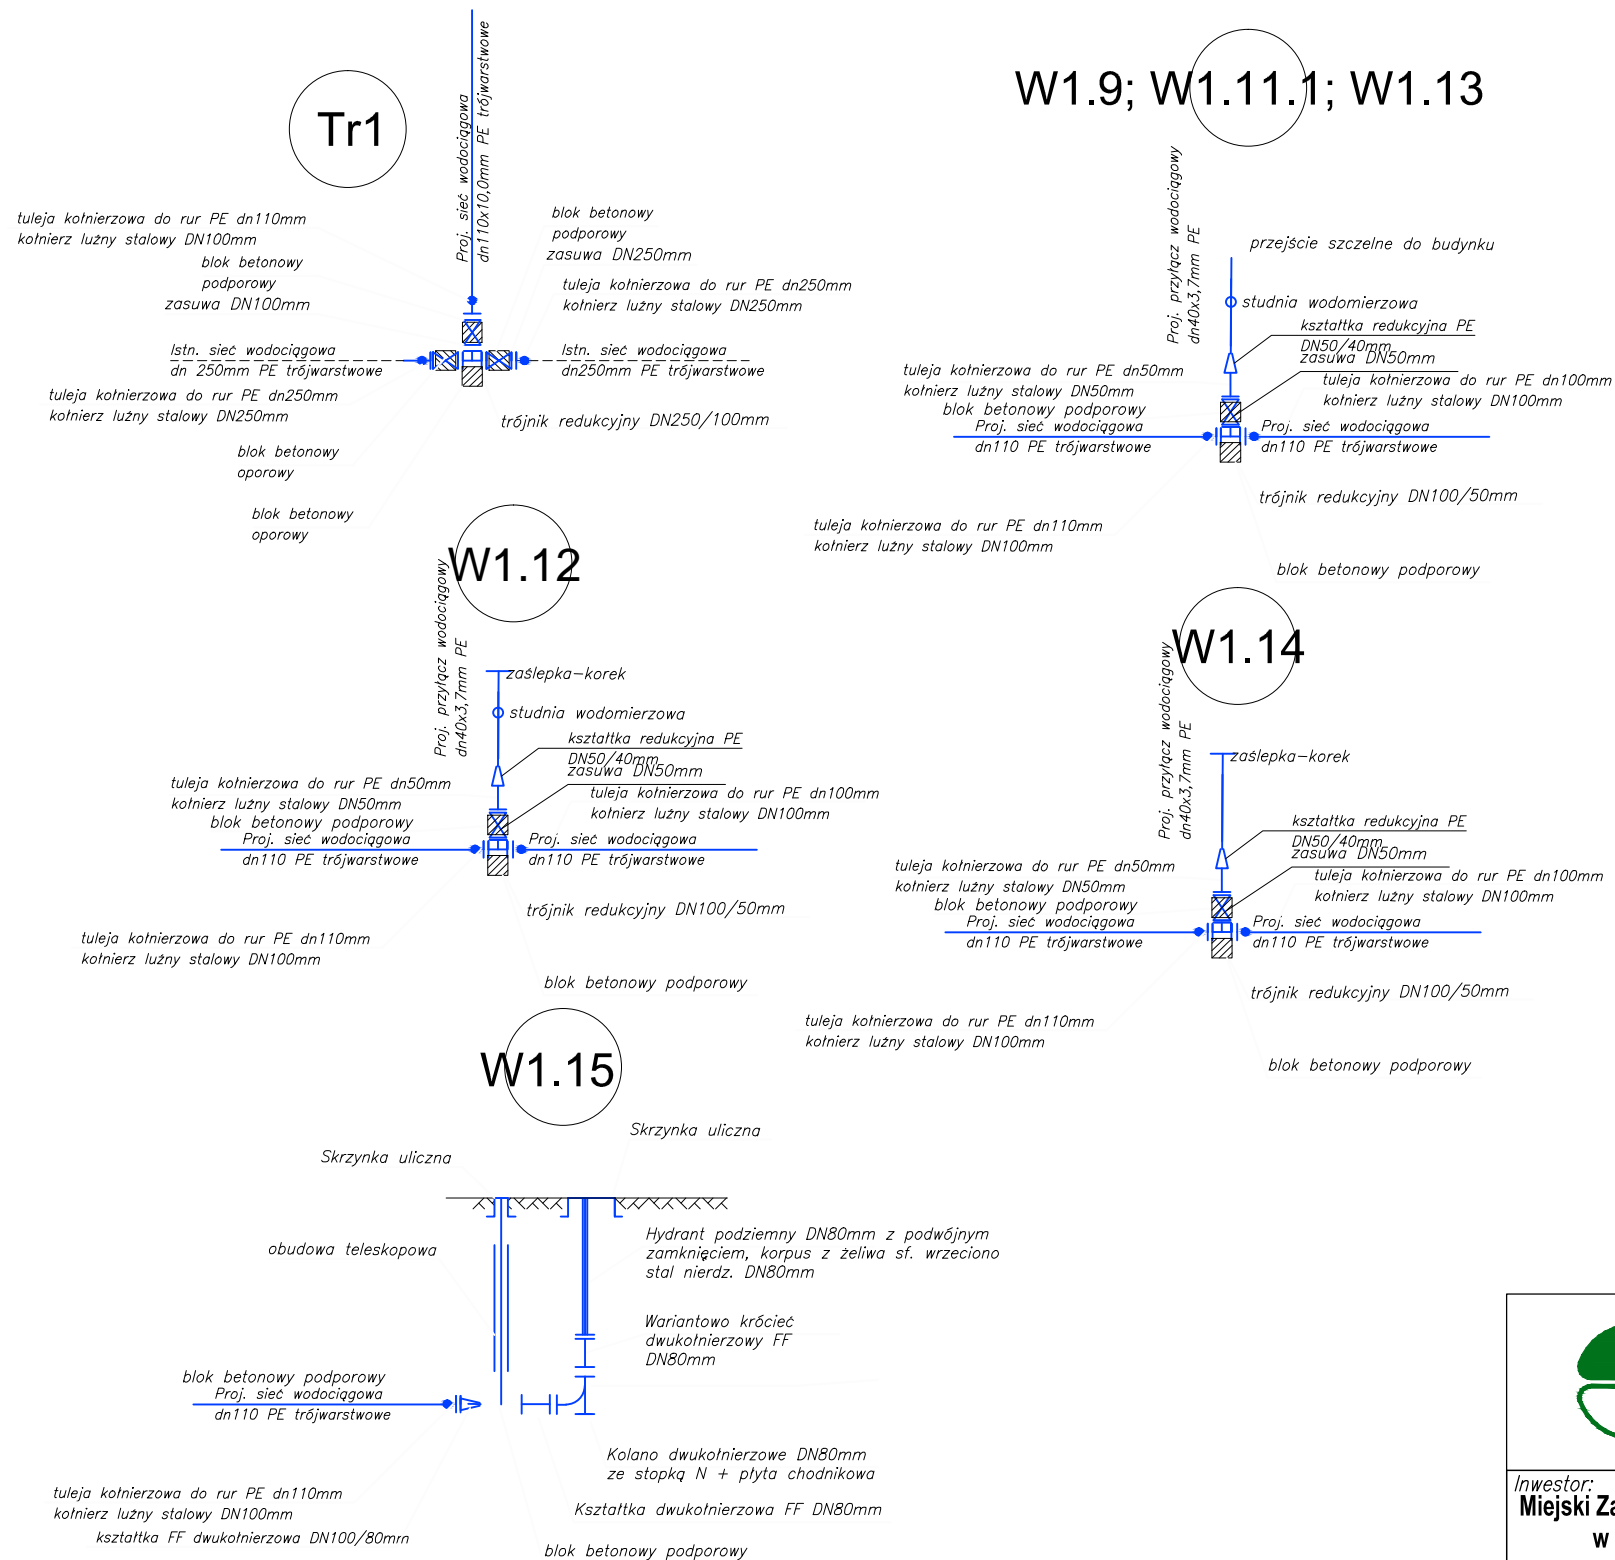 Tr1
Proj. sieć wodociągowa
dn110x10,0mm PE trójwarstwowe
tuleja kołnierzowa do rur PE dn110mm
kołnierz luźny stalowy DN100mm
blok betonowy
podporowy
zasuwa DN100mm
blok betonowy
podporowy
zasuwa DN250mm
tuleja kołnierzowa do rur PE dn250mm
kołnierz luźny stalowy DN250mm
Istn. sieć wodociągowa
dn 250mm PE trójwarstwowe
Istn. sieć wodociągowa
dn250mm PE trójwarstwowe
tuleja kołnierzowa do rur PE dn250mm
kołnierz luźny stalowy DN250mm
trójnik redukcyjny DN250/100mm
blok betonowy
oporowy
blok betonowy
oporowy
W1.9; W1.11.1; W1.13
Proj. przyłącz wodociągowy
dn40x3,7mm PE
przejście szczelne do budynku
studnia wodomierzowa
kształtka redukcyjna PE
DN50/40mm
zasuwa DN50mm
tuleja kołnierzowa do rur PE dn50mm
kołnierz luźny stalowy DN50mm
tuleja kołnierzowa do rur PE dn100mm
kołnierz luźny stalowy DN100mm
blok betonowy podporowy
Proj. sieć wodociągowa
dn110 PE trójwarstwowe
Proj. sieć wodociągowa
dn110 PE trójwarstwowe
trójnik redukcyjny DN100/50mm
tuleja kołnierzowa do rur PE dn110mm
kołnierz luźny stalowy DN100mm
blok betonowy podporowy
W1.12
Proj. przyłącz wodociągowy
dn40x3,7mm PE
zaślepka-korek
studnia wodomierzowa
kształtka redukcyjna PE
DN50/40mm
zasuwa DN50mm
tuleja kołnierzowa do rur PE dn50mm
kołnierz luźny stalowy DN50mm
tuleja kołnierzowa do rur PE dn100mm
kołnierz luźny stalowy DN100mm
blok betonowy podporowy
Proj. sieć wodociągowa
dn110 PE trójwarstwowe
Proj. sieć wodociągowa
dn110 PE trójwarstwowe
trójnik redukcyjny DN100/50mm
tuleja kołnierzowa do rur PE dn110mm
kołnierz luźny stalowy DN100mm
blok betonowy podporowy
W1.14
Proj. przyłącz wodociągowy
dn40x3,7mm PE
zaślepka-korek
kształtka redukcyjna PE
DN50/40mm
zasuwa DN50mm
tuleja kołnierzowa do rur PE dn50mm
kołnierz luźny stalowy DN50mm
tuleja kołnierzowa do rur PE dn100mm
kołnierz luźny stalowy DN100mm
blok betonowy podporowy
Proj. sieć wodociągowa
dn110 PE trójwarstwowe
Proj. sieć wodociągowa
dn110 PE trójwarstwowe
trójnik redukcyjny DN100/50mm
tuleja kołnierzowa do rur PE dn110mm
kołnierz luźny stalowy DN100mm
blok betonowy podporowy
W1.15
Skrzynka uliczna
Skrzynka uliczna
obudowa teleskopowa
Hydrant podziemny DN80mm z podwójnym
zamknięciem, korpus z żeliwa sf. wrzeciono
stal nierdz. DN80mm
Wariantowo króciec
dwukołnierzowy FF
DN80mm
blok betonowy podporowy
Proj. sieć wodociągowa
dn110 PE trójwarstwowe
Kolano dwukołnierzowe DN80mm
ze stopką N + płyta chodnikowa
tuleja kołnierzowa do rur PE dn110mm
kołnierz luźny stalowy DN100mm
Kształtka dwukołnierzowa FF DN80mm
kształtka FF dwukołnierzowa DN100/80mm
blok betonowy podporowy
Inwestor:
Miejski Za
w